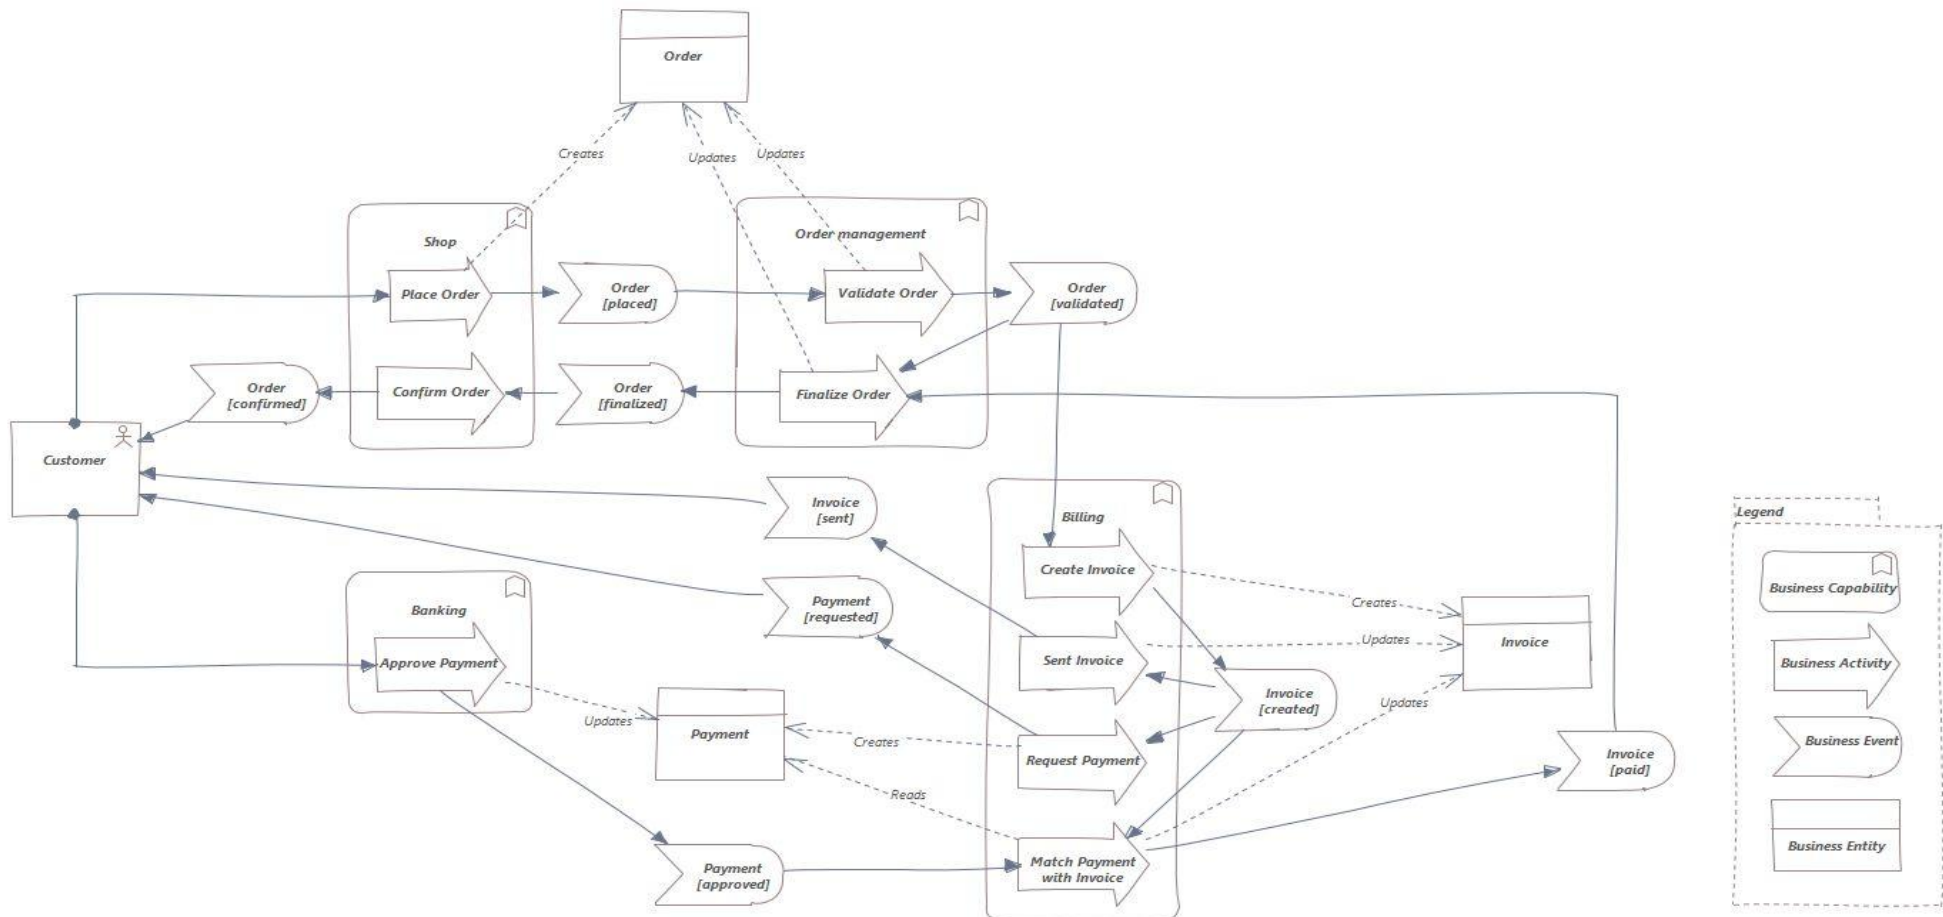 Order
Creates
Updates
Updates
Shop
Order management
Place Order
Order
[placed]
Validate Order
Order
[validated]
Order
[confirmed]
Confirm Order
Order
[finalized]
Finalize Order
Customer
Invoice
[sent]
Billing
Legend
Create Invoice
Business Capability
Payment
[requested]
Creates
Banking
Approve Payment
Sent Invoice
Updates
Invoice
Business Activity
Invoice
[created]
Updates
Updates
Payment
Creates
Request Payment
Invoice
[paid]
Business Event
Reads
Match Payment
with Invoice
Payment
[approved]
Business Entity